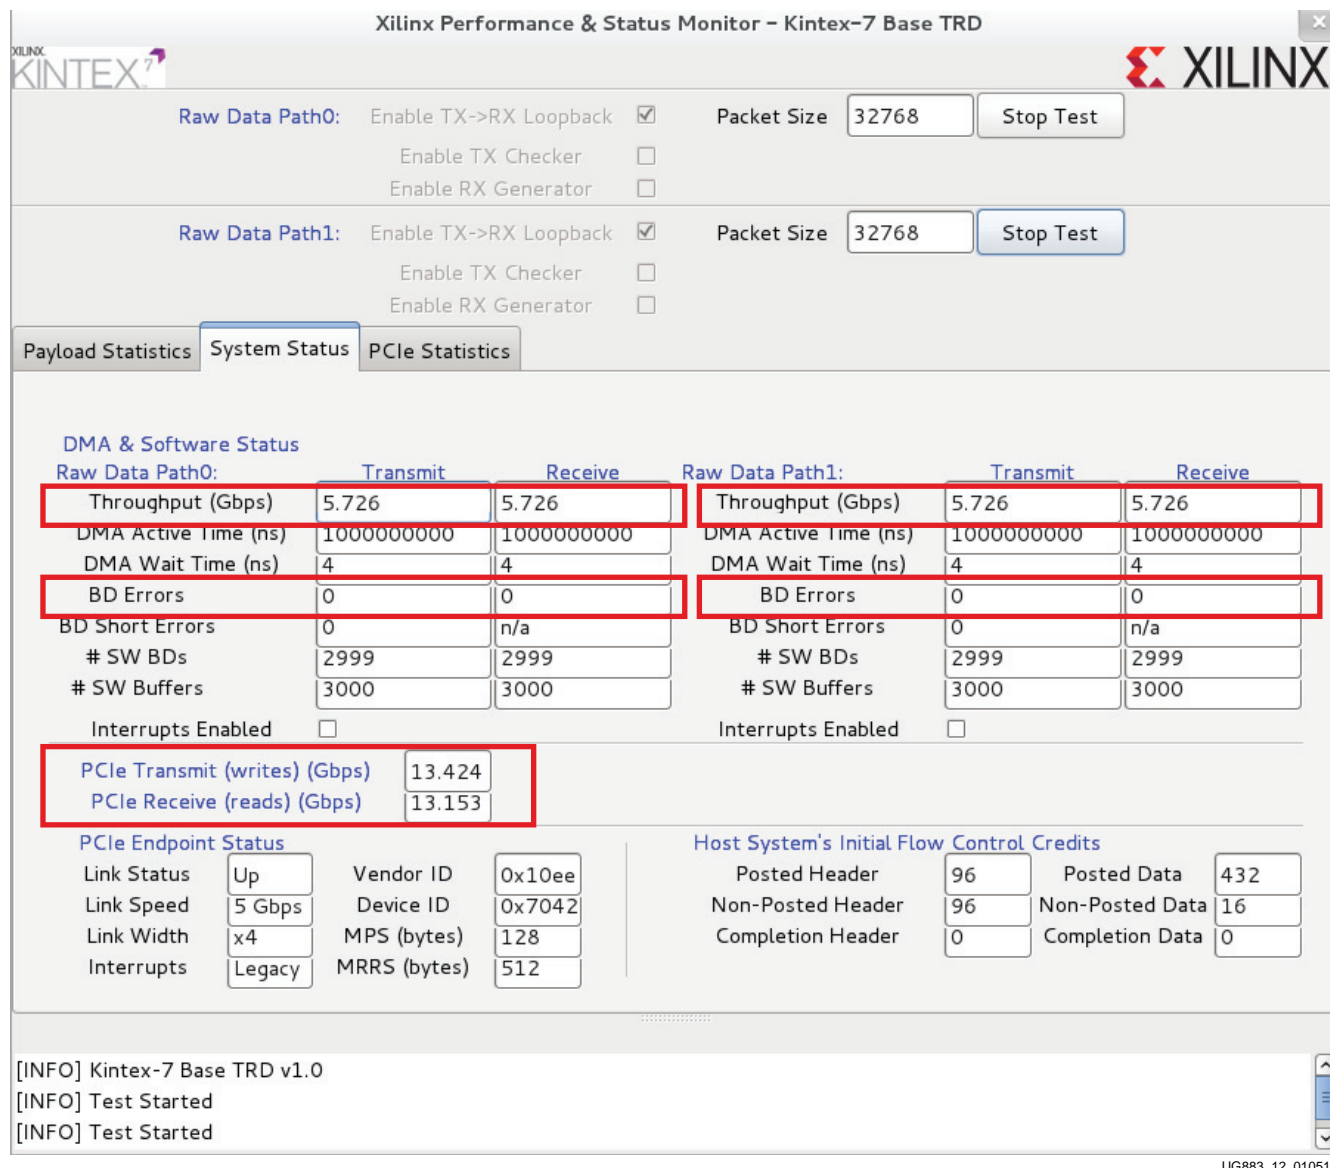 Xilinx Performance & Status Monitor - Kintex-7 Base TRD
XILINX
KINTEX 7
XILINX
Raw Data Path0: Enable TX->RX Loopback Packet Size 32768 Stop Test
Enable TX Checker
Enable RX Generator
Raw Data Path1: Enable TX->RX Loopback Packet Size 32768 Stop Test
Enable TX Checker
Enable RX Generator
Payload Statistics System Status PCIe Statistics
DMA & Software Status
Raw Data Path0: Transmit Receive Raw Data Path1: Transmit Receive
Throughput (Gbps) 5.726 5.726 Throughput (Gbps) 5.726 5.726
DMA Active Time (ns) 1000000000 1000000000 DMA Active Time (ns) 1000000000 1000000000
DMA Wait Time (ns) 4 4 DMA Wait Time (ns) 4 4
BD Errors 0 0 BD Errors 0 0
BD Short Errors 0 n/a BD Short Errors 0 n/a
# SW BDs 2999 2999 # SW BDs 2999 2999
# SW Buffers 3000 3000 # SW Buffers 3000 3000
Interrupts Enabled Interrupts Enabled
PCIe Transmit (writes) (Gbps) 13.424
PCIe Receive (reads) (Gbps) 13.153
PCIe Endpoint Status Host System's Initial Flow Control Credits
Link Status Up Vendor ID 0x10ee Posted Header 96 Posted Data 432
Link Speed 5 Gbps Device ID 0x7042 Non-Posted Header 96 Non-Posted Data 16
Link Width x4 MPS (bytes) 128 Completion Header 0 Completion Data 0
Interrupts Legacy MRRS (bytes) 512
[INFO] Kintex-7 Base TRD v1.0
[INFO] Test Started
[INFO] Test Started
UG883_12_01051